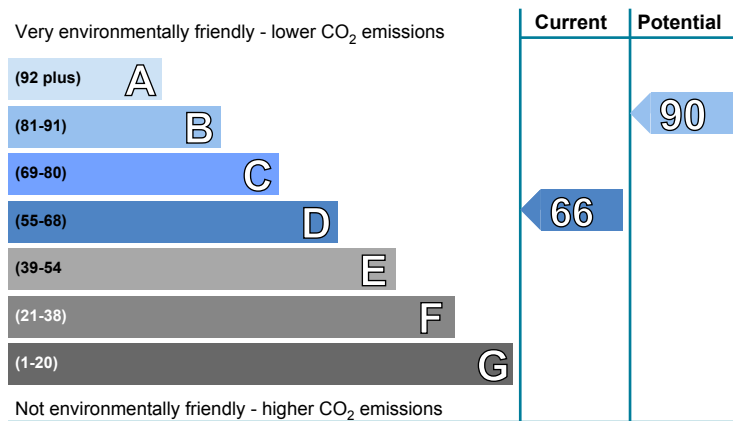 Very environmentally friendly - lower CO2 emissions
Current
Potential
(92 plus) A
(81-91) B
90
(69-80) C
(55-68) D
66
(39-54 E
(21-38) F
(1-20) G
Not environmentally friendly - higher CO2 emissions